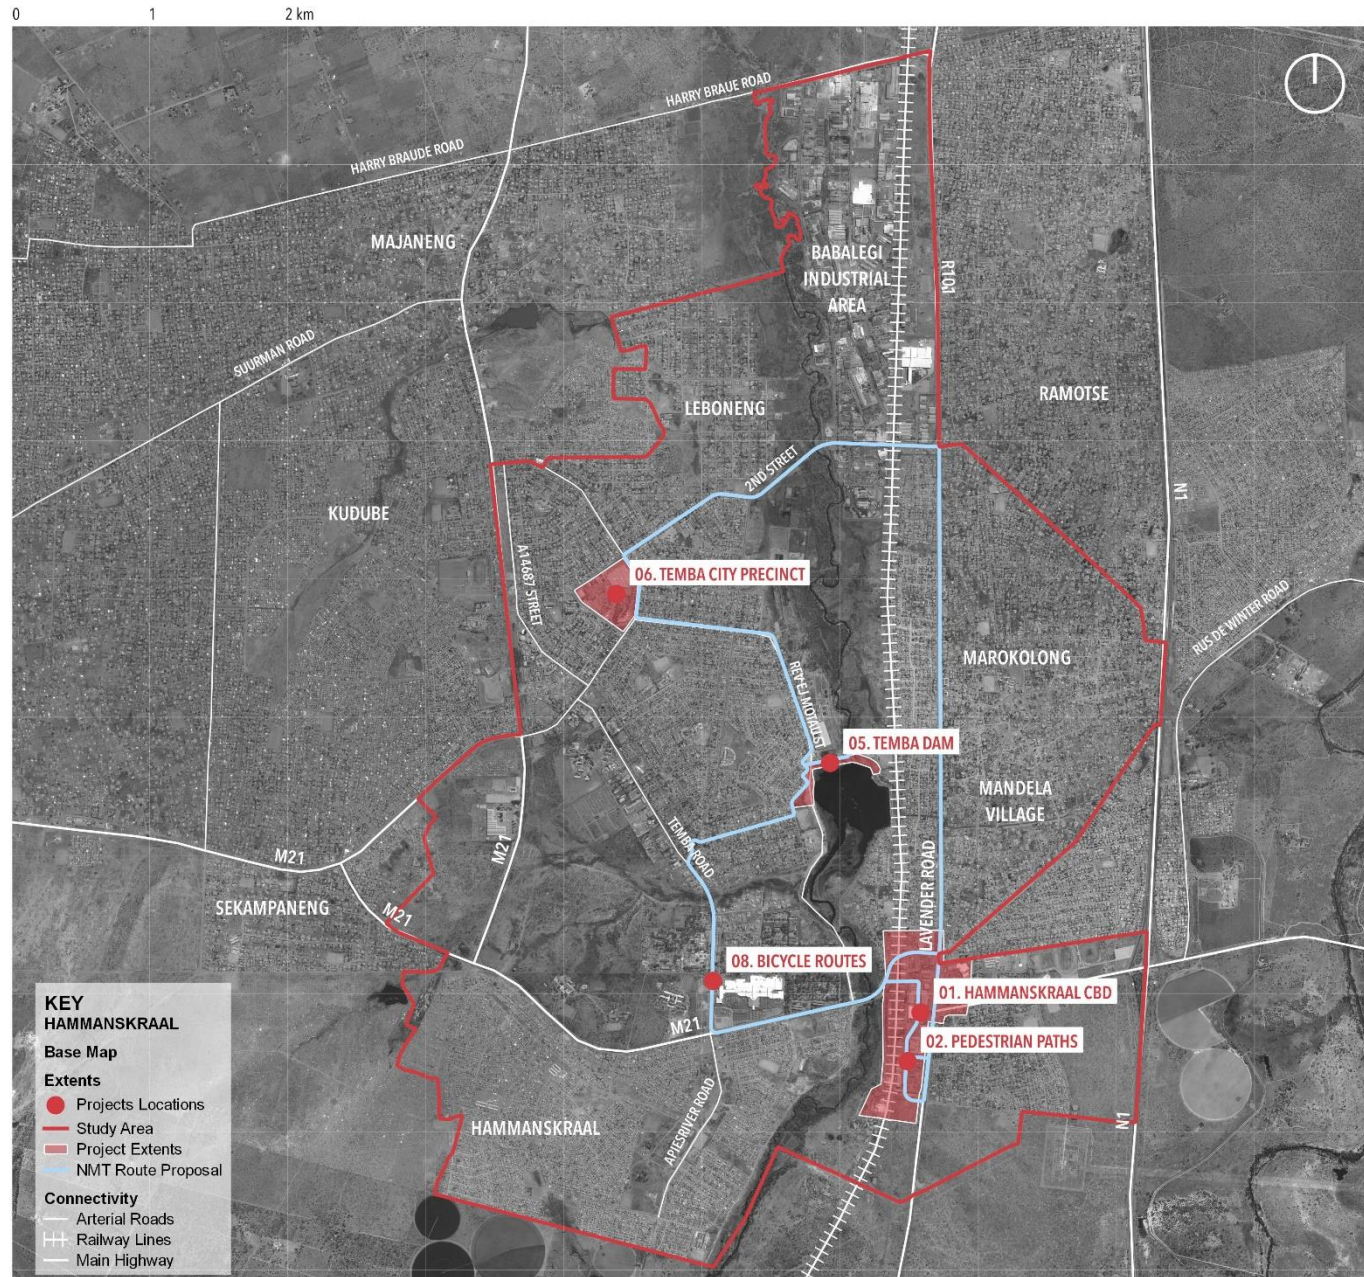 0 1 2 km
HARRY BRAUE ROAD
HARRY BRAUDE ROAD
MAJANENG
BABALEGI
INDUSTRIAL
AREA
R101
SUURMAN ROAD
LEBONENG
RAMOTSE
2ND STREET
N1
KUDUBE
A14687 STREET
06. TEMBA CITY PRECINCT
RUS DE WINTER ROAD
MAROKOLONG
REV EJ MOTAU ST
05. TEMBA DAM
MANDELA
VILLAGE
TEMBA ROAD
M21
M21
SEKAMPANENG
M21
LAVENDER ROAD
08. BICYCLE ROUTES
01. HAMMANSKRAAL CBD
M21
02. PEDESTRIAN PATHS
N1
APIESRIVER ROAD
HAMMANSKRAAL
KEY
HAMMANSKRAAL
Base Map
Extents
Projects Locations
Study Area
Project Extents
NMT Route Proposal
Connectivity
Arterial Roads
Railway Lines
Main Highway